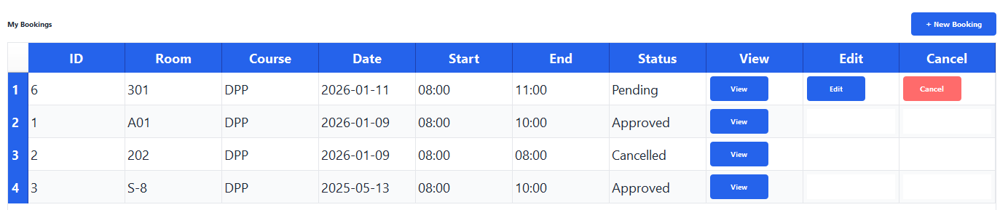 My Bookings
+ New Booking
ID Room Course Date Start End Status View Edit Cancel
1 6 301 DPP 2026-01-11 08:00 11:00 Pending View Edit Cancel
2 1 A01 DPP 2026-01-09 08:00 10:00 Approved View
3 2 202 DPP 2026-01-09 08:00 08:00 Cancelled View
4 3 S-8 DPP 2025-05-13 08:00 10:00 Approved View